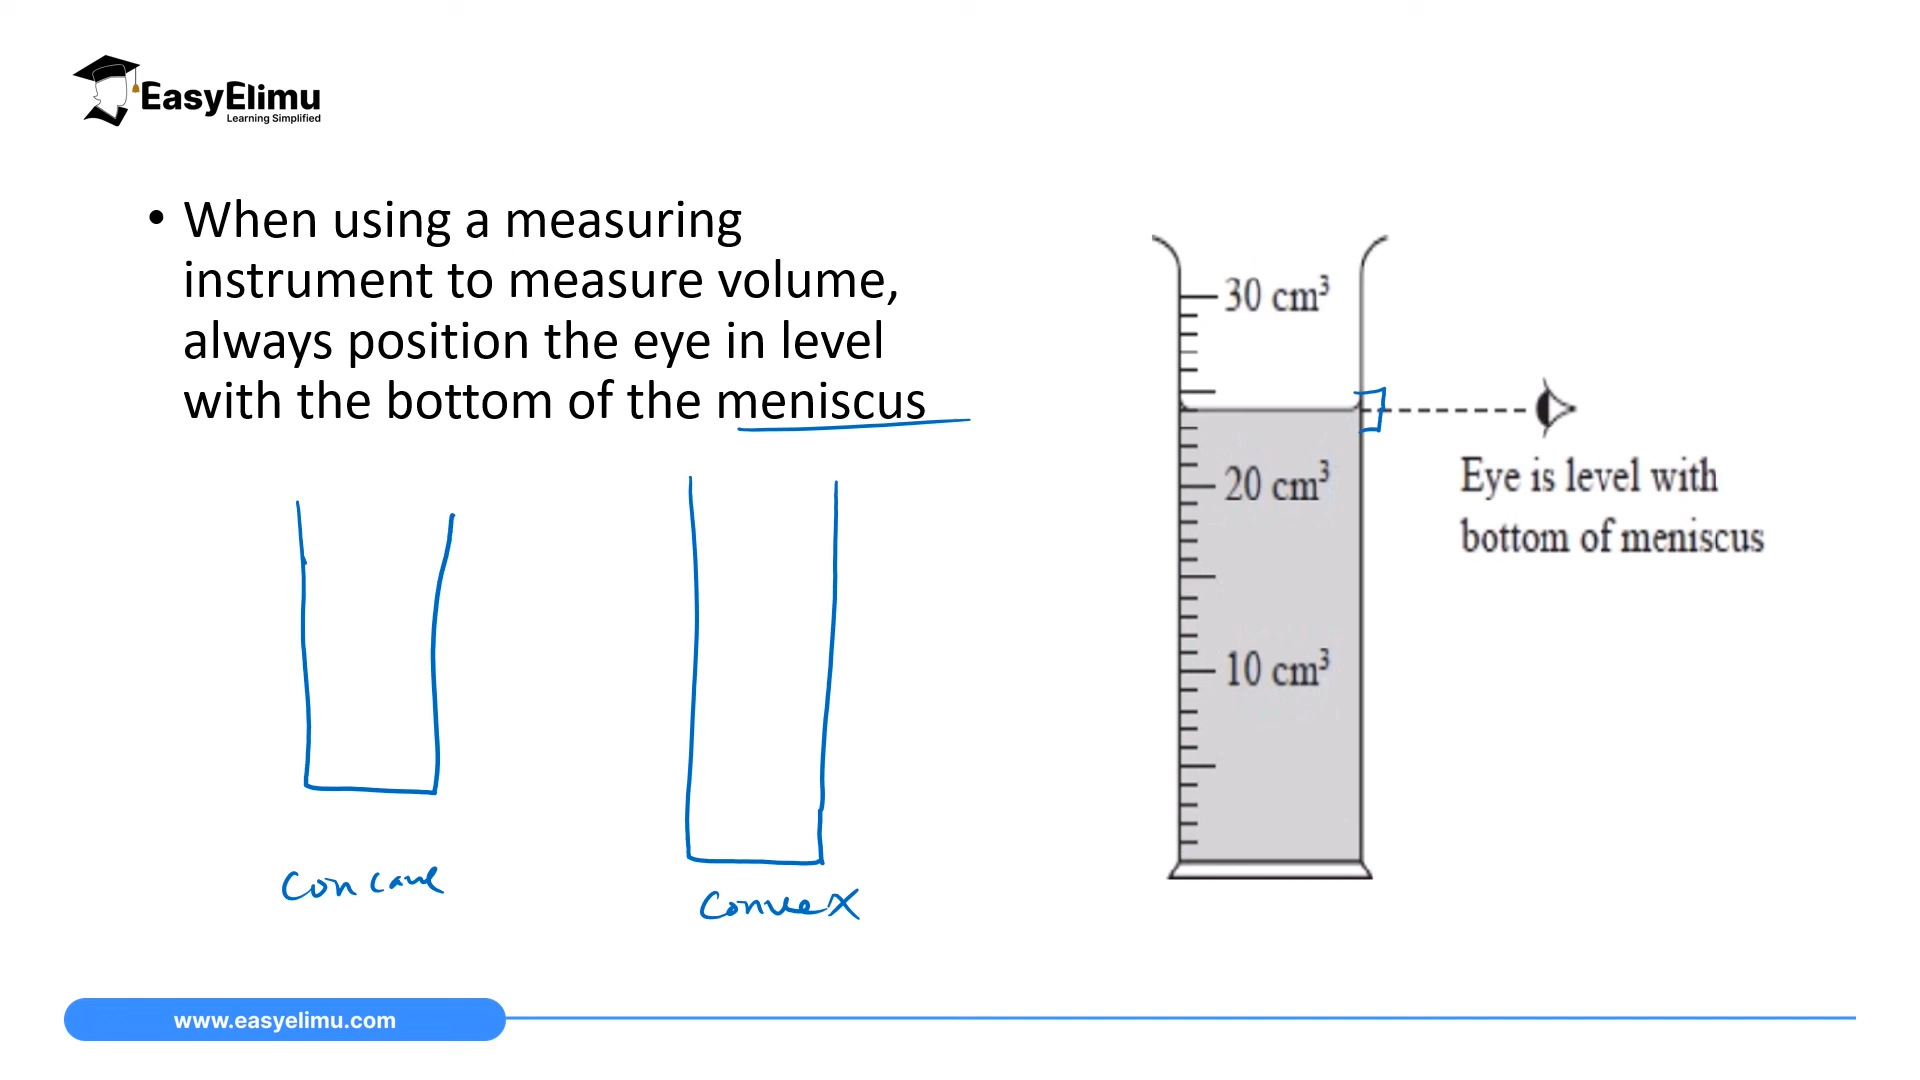 EasyElimu
Learning Simplified
• When using a measuring
instrument to measure volume,
always position the eye in level
with the bottom of the meniscus
30 cm³
20 cm³
10 cm³
Eye is level with
bottom of meniscus
Concave
Convex
www.easyelimu.com